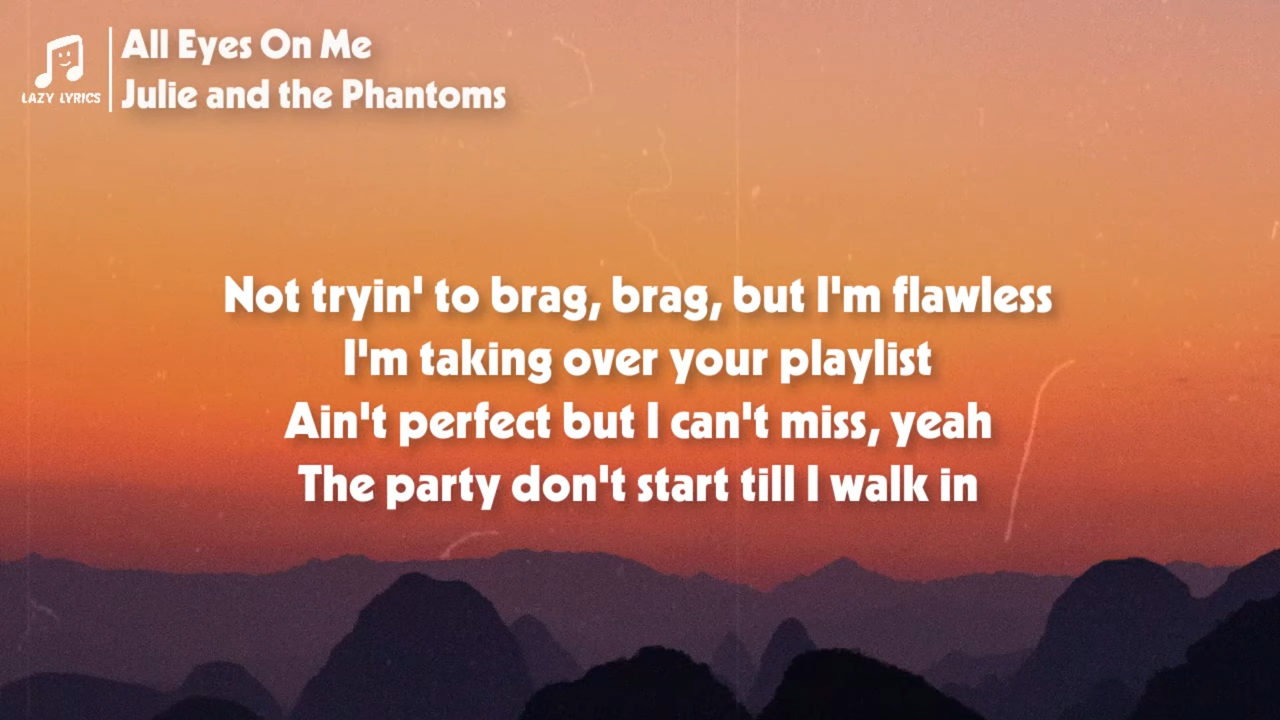 All Eyes On Me
LAZY LYRICS
Julie and the Phantoms
Not tryin' to brag, brag, but I'm flawless
I'm taking over your playlist
Ain't perfect but I can't miss, yeah
The party don't start till I walk in